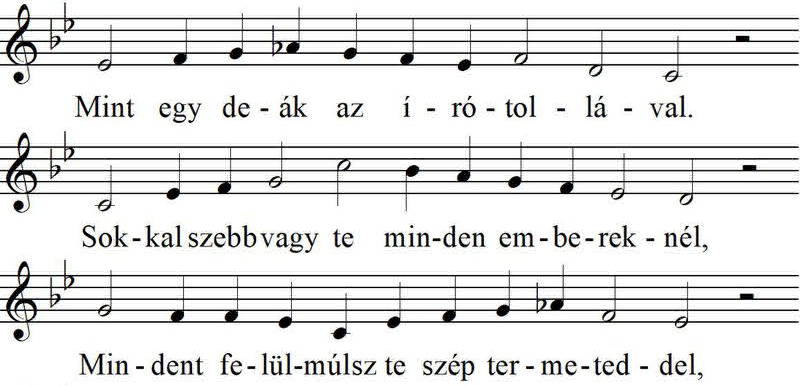 Mint egy de - ák az í - ró - tol - lá - val.
Sok - kal szebb vagy te min - den em - be - rek - nél,
Min - dent fe - lül - múlsz te szép ter - me - ted - del,